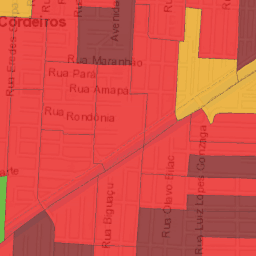 Cordeiros
Avenida
Rua Maranhão
Rua Pará
Rua Amapá
Rua Rondônia
Rua Biguaçu
Rua Olavo Bilac
Rua Luiz Lopes Gonzaga